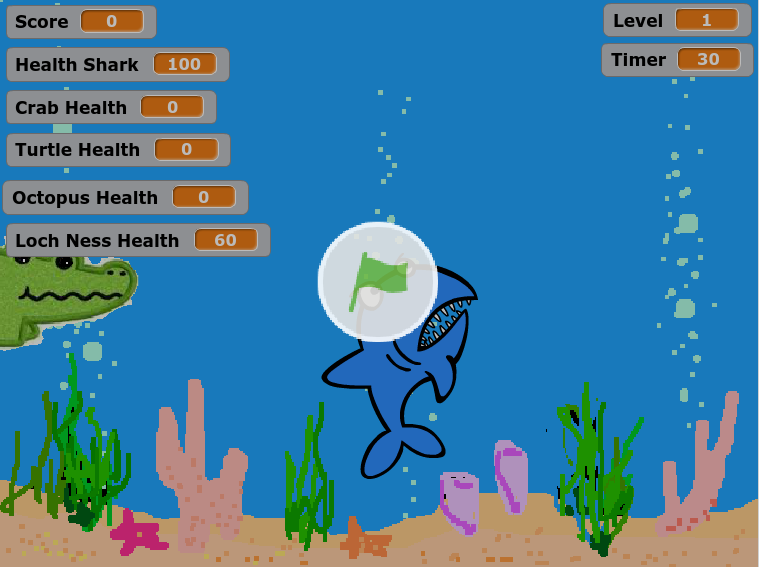 Score 0
Level 1
Health Shark 100
Timer 30
Crab Health 0
Turtle Health 0
Octopus Health 0
Loch Ness Health 60